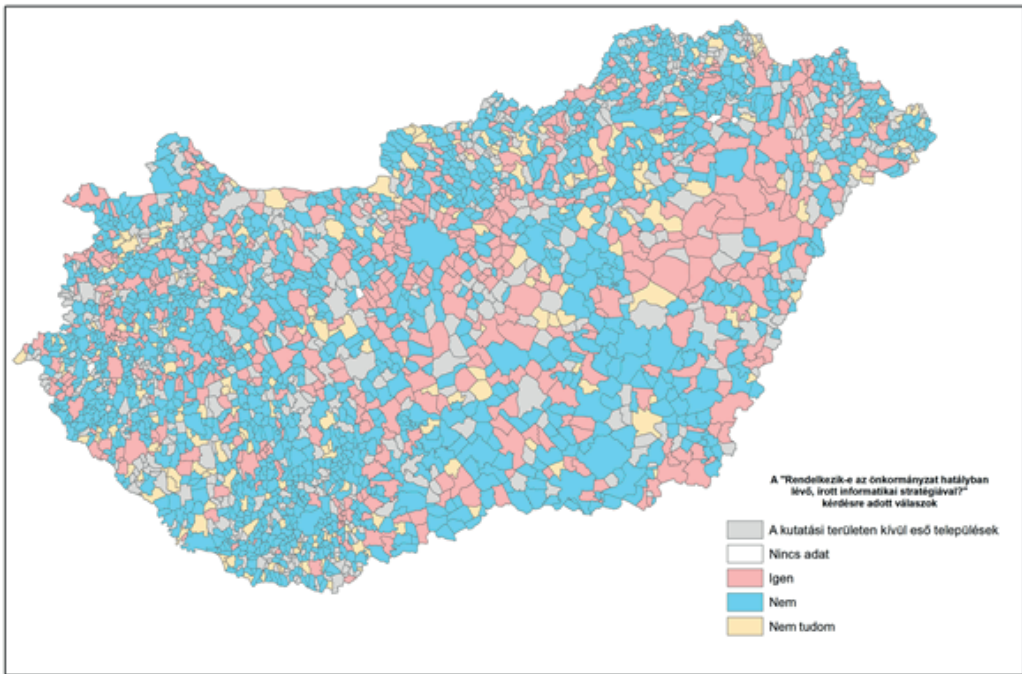 A "Rendelkezik-e az önkormányzat hatályban
lévő, írott informatikai stratégiával?"
kérdésre adott válaszok
A kutatási területen kívül eső települések
Nincs adat
Igen
Nem
Nem tudom